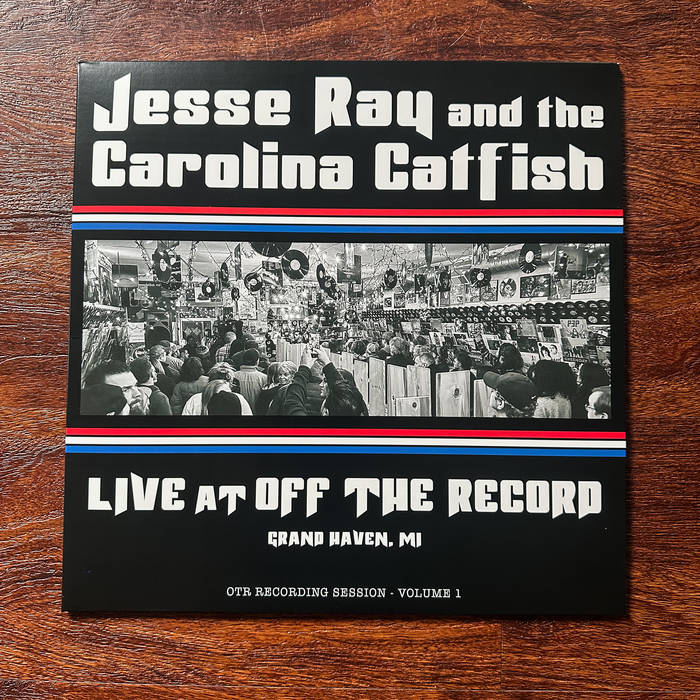 Jesse Ray and the
Carolina Catfish
LIVE AT OFF THE RECORD
GRAND HAVEN, MI
OTR RECORDING SESSION - VOLUME 1